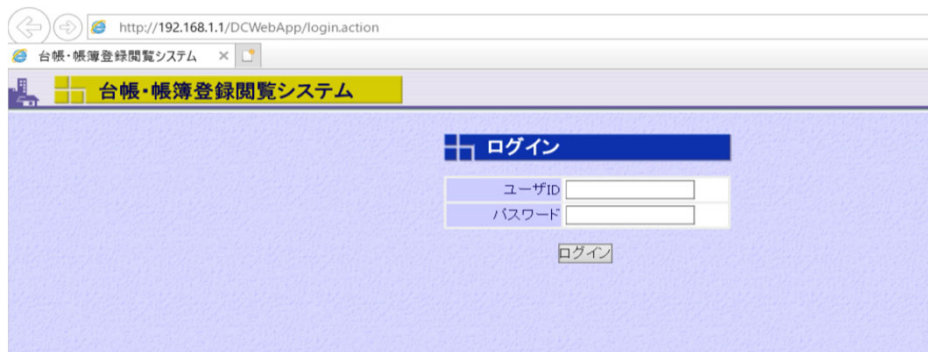 http://192.168.1.1/DCWebApp/login.action
台帳・帳簿登録閲覧システム
台帳・帳簿登録閲覧システム
ログイン
ユーザID
パスワード
ログイン